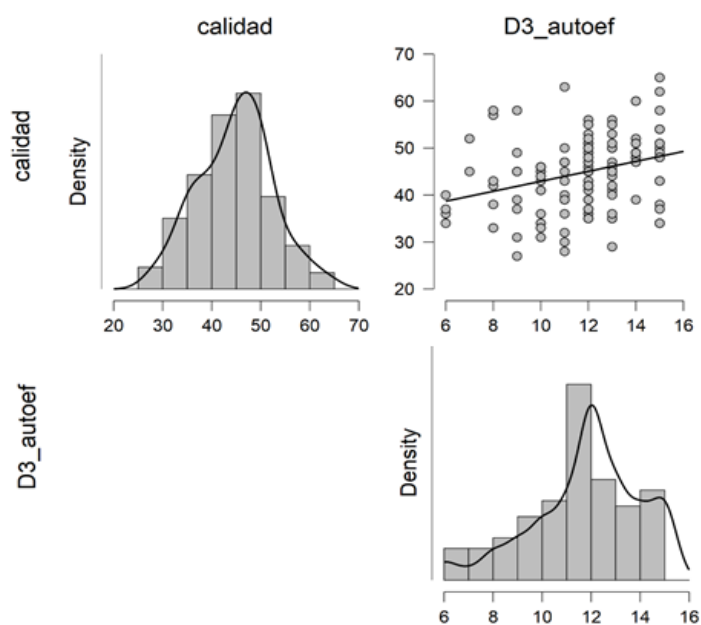 calidad D3_autoef
calidad
Density
70
60
50
40
30
20
20 30 40 50 60 70
6 8 10 12 14 16
D3_autoef
Density
6 8 10 12 14 16